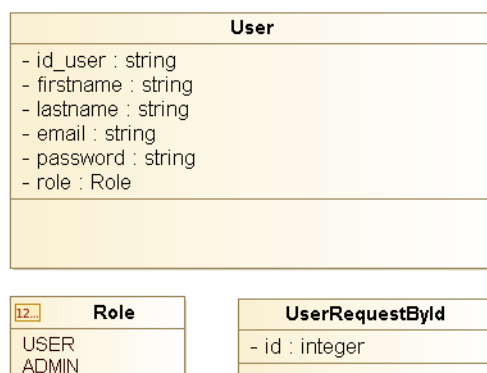 User
- id_user : string
- firstname : string
- lastname : string
- email : string
- password : string
- role : Role
12... Role
USER
ADMIN
UserRequestById
- id : integer